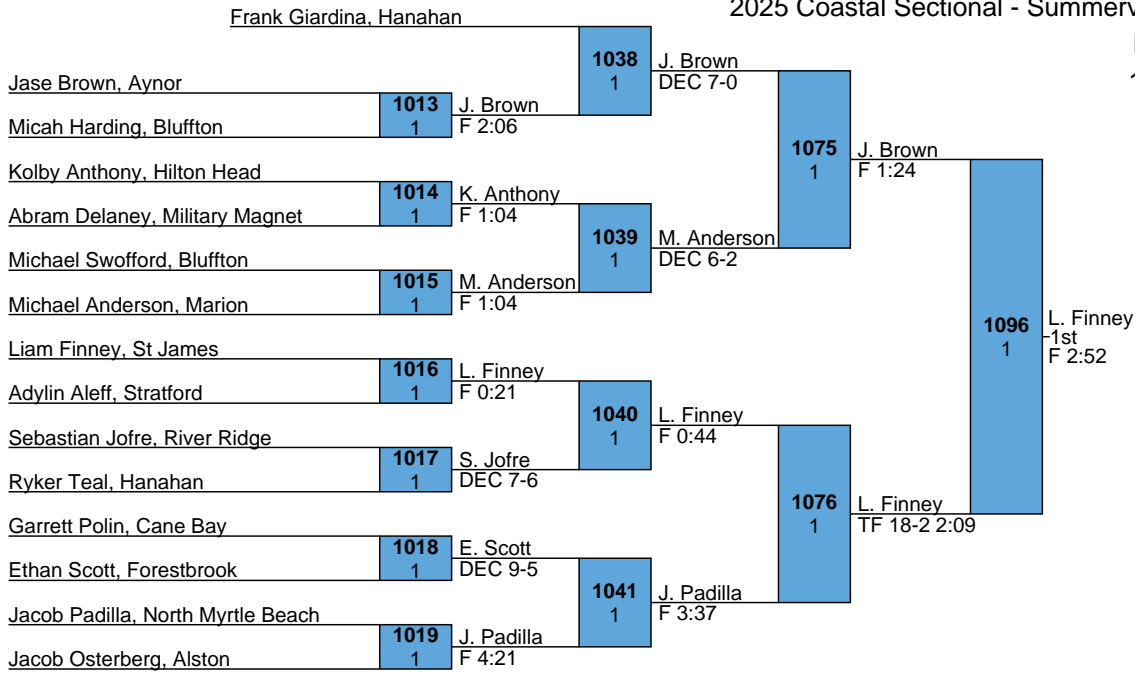 2025 Coastal Sectional - Summerv
Frank Giardina, Hanahan
1038
1
J. Brown
DEC 7-0
Jase Brown, Aynor
1013
1
J. Brown
F 2:06
Micah Harding, Bluffton
1075
1
J. Brown
F 1:24
Kolby Anthony, Hilton Head
1014
1
K. Anthony
F 1:04
Abram Delaney, Military Magnet
1039
1
M. Anderson
DEC 6-2
Michael Swofford, Bluffton
1015
1
M. Anderson
F 1:04
Michael Anderson, Marion
1096
1
L. Finney
1st
F 2:52
Liam Finney, St James
1016
1
L. Finney
F 0:21
Adylin Aleff, Stratford
1040
1
L. Finney
F 0:44
Sebastian Jofre, River Ridge
1017
1
S. Jofre
DEC 7-6
Ryker Teal, Hanahan
1076
1
L. Finney
TF 18-2 2:09
Garrett Polin, Cane Bay
1018
1
E. Scott
DEC 9-5
Ethan Scott, Forestbrook
1041
1
J. Padilla
F 3:37
Jacob Padilla, North Myrtle Beach
1019
1
J. Padilla
F 4:21
Jacob Osterberg, Alston